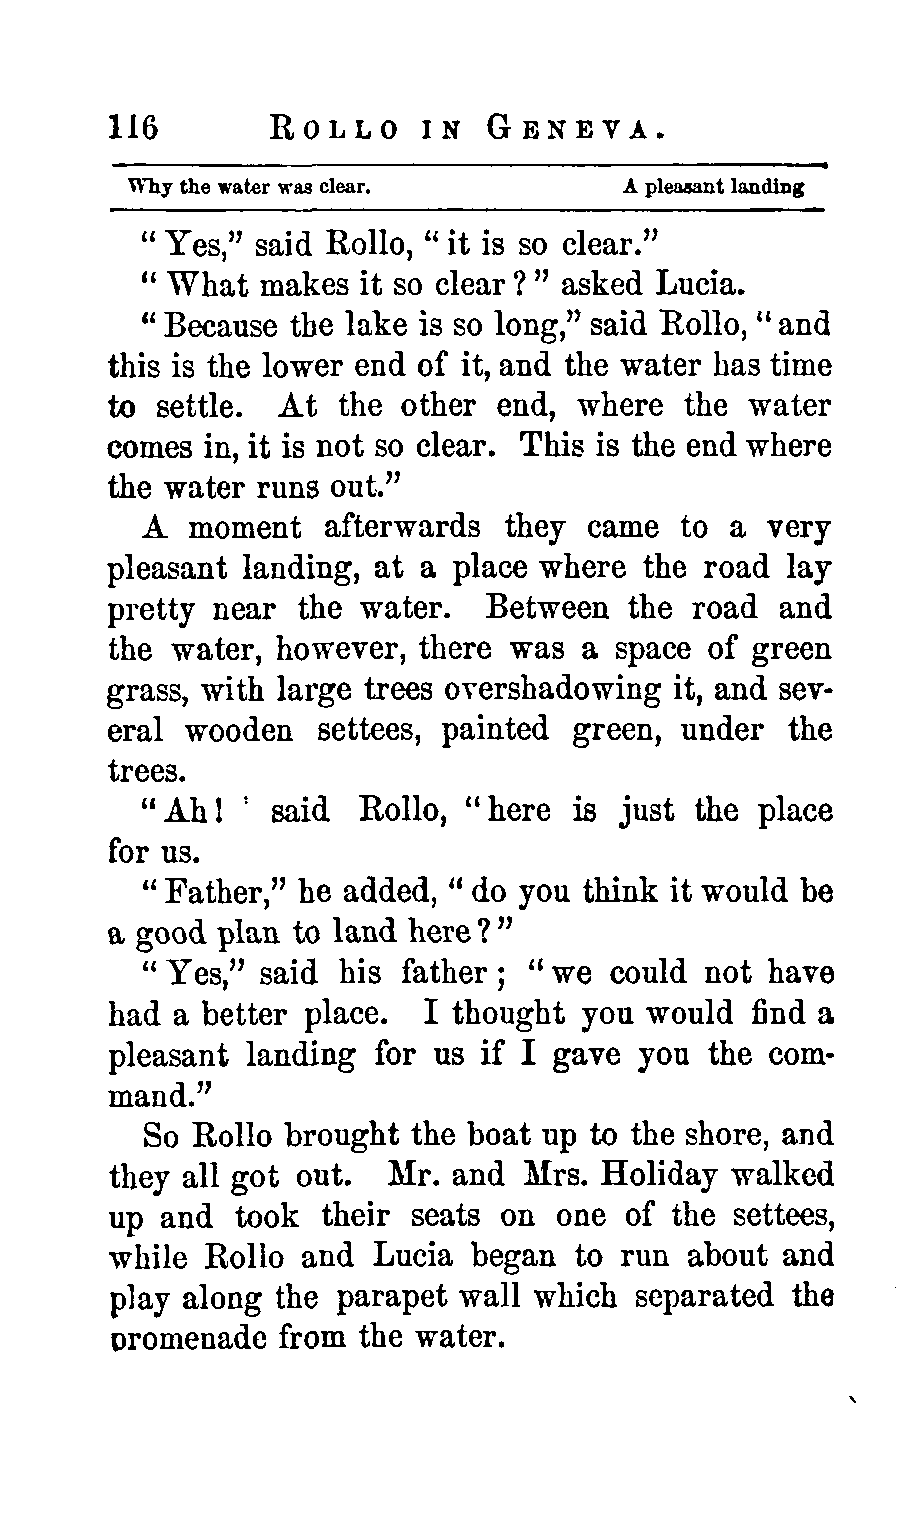 116 ROLLO IN GENEVA.
Why the water was clear. A pleasant landing
“Yes,” said Rollo, “it is so clear.”
“What makes it so clear?” asked Lucia.
“Because the lake is so long,” said Rollo, “and
this is the lower end of it, and the water has time
to settle. At the other end, where the water
comes in, it is not so clear. This is the end where
the water runs out.”
A moment afterwards they came to a very
pleasant landing, at a place where the road lay
pretty near the water. Between the road and
the water, however, there was a space of green
grass, with large trees overshadowing it, and sev-
eral wooden settees, painted green, under the
trees.
“Ah!’ said Rollo, “here is just the place
for us.
“Father,” he added, “do you think it would be
a good plan to land here?”
“Yes,” said his father; “we could not have
had a better place. I thought you would find a
pleasant landing for us if I gave you the com-
mand.”
So Rollo brought the boat up to the shore, and
they all got out. Mr. and Mrs. Holiday walked
up and took their seats on one of the settees,
while Rollo and Lucia began to run about and
play along the parapet wall which separated the
promenade from the water.